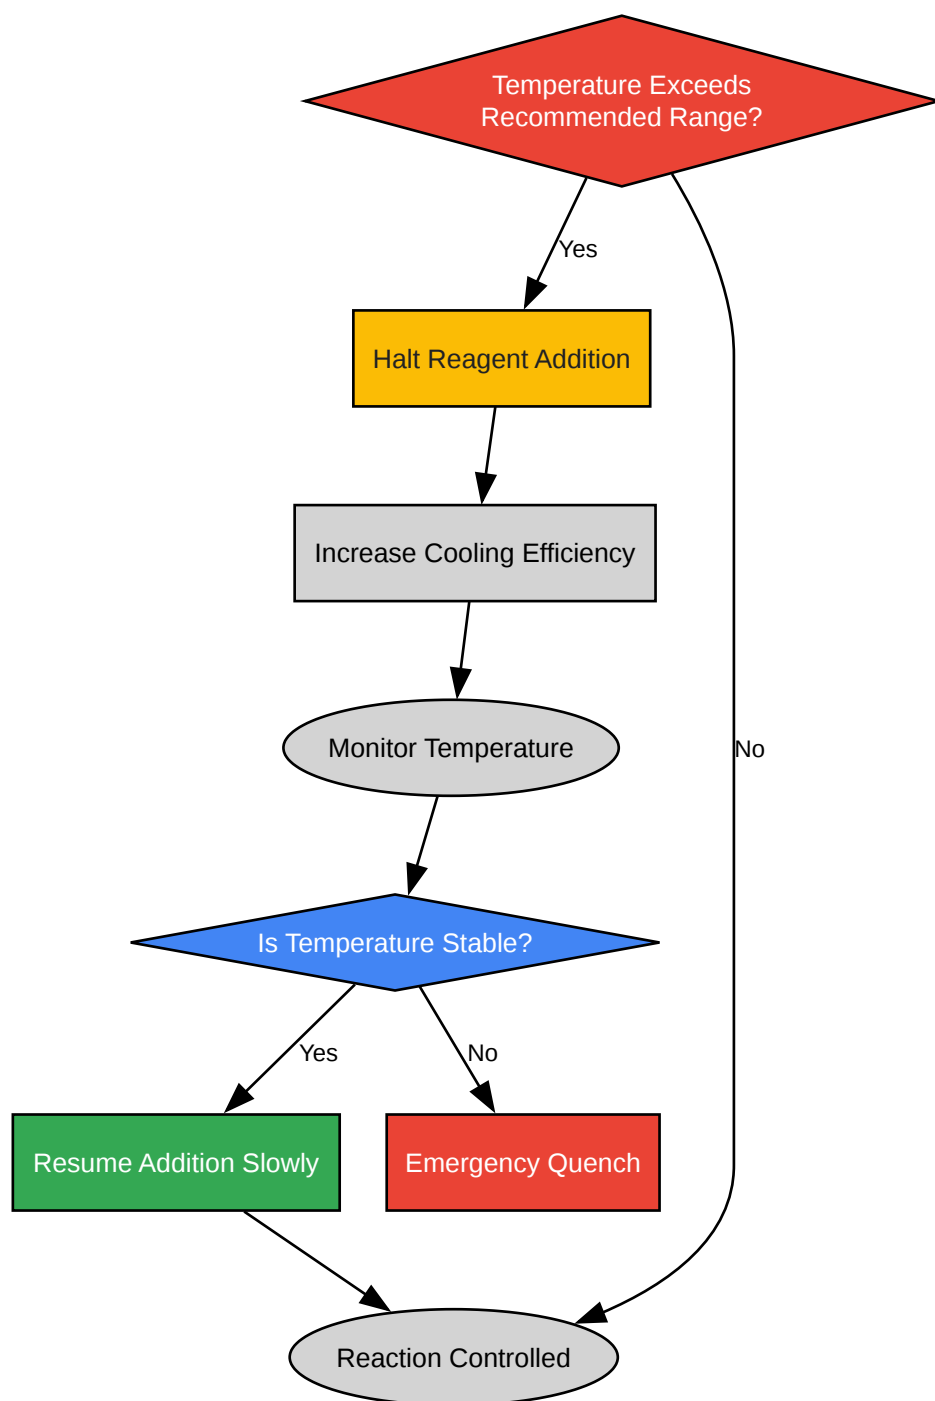 Temperature Exceeds
Recommended Range?
Yes
Halt Reagent Addition
Increase Cooling Efficiency
Monitor Temperature
No
Is Temperature Stable?
Yes
No
Resume Addition Slowly
Emergency Quench
Reaction Controlled